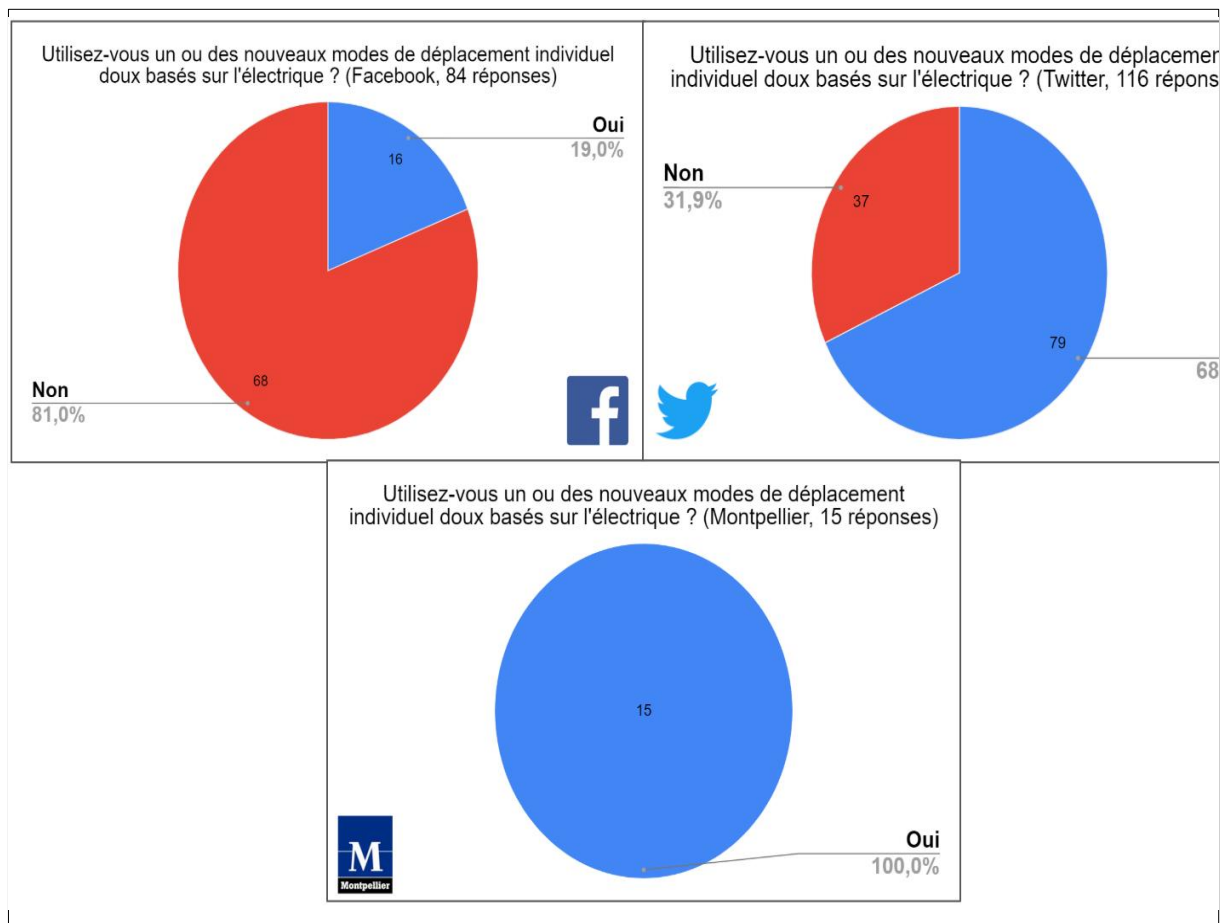 Utilisez-vous un ou des nouveaux modes de déplacement individuel
doux basés sur l'électrique ? (Facebook, 84 réponses)
Oui
19,0%
16
68
Non
81,0%
f
Utilisez-vous un ou des nouveaux modes de
individuel doux basés sur l'électrique ? (Twitter, 116
Non
31,9%
37
79
68
Utilisez-vous un ou des nouveaux modes de déplacement
individuel doux basés sur l'électrique ? (Montpellier, 15 réponses)
15
Oui
100,0%
M
Montpellier